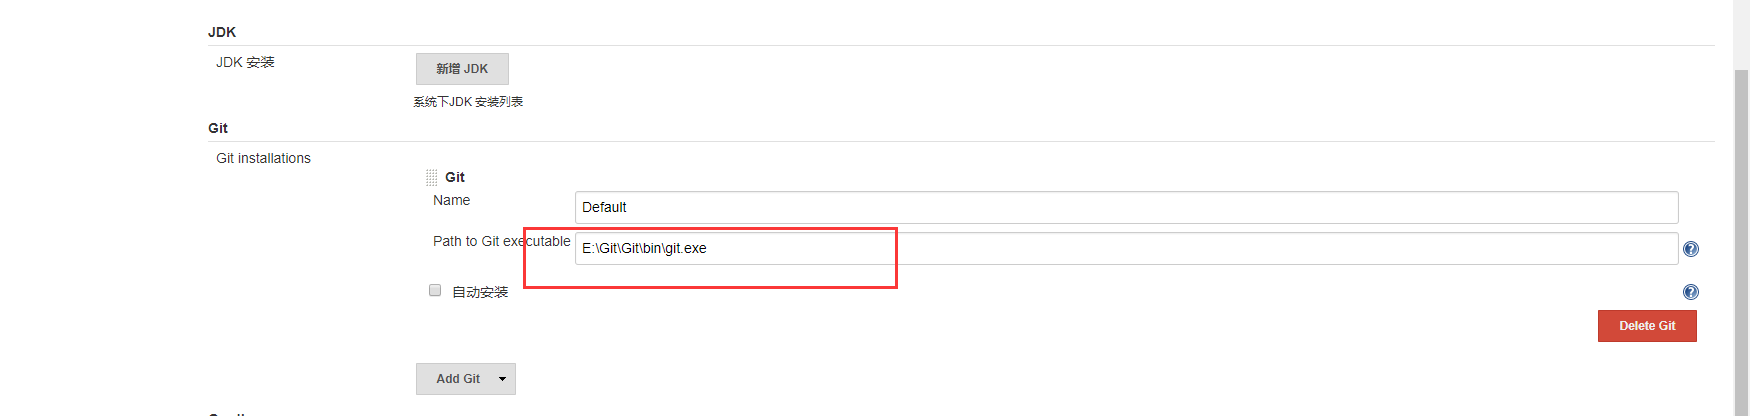 JDK
JDK 安装
新增 JDK
系统下JDK 安装列表
Git
Git installations
Git
Name
Default
Path to Git executable
E:\Git\Git\bin\git.exe
自动安装
Delete Git
Add Git